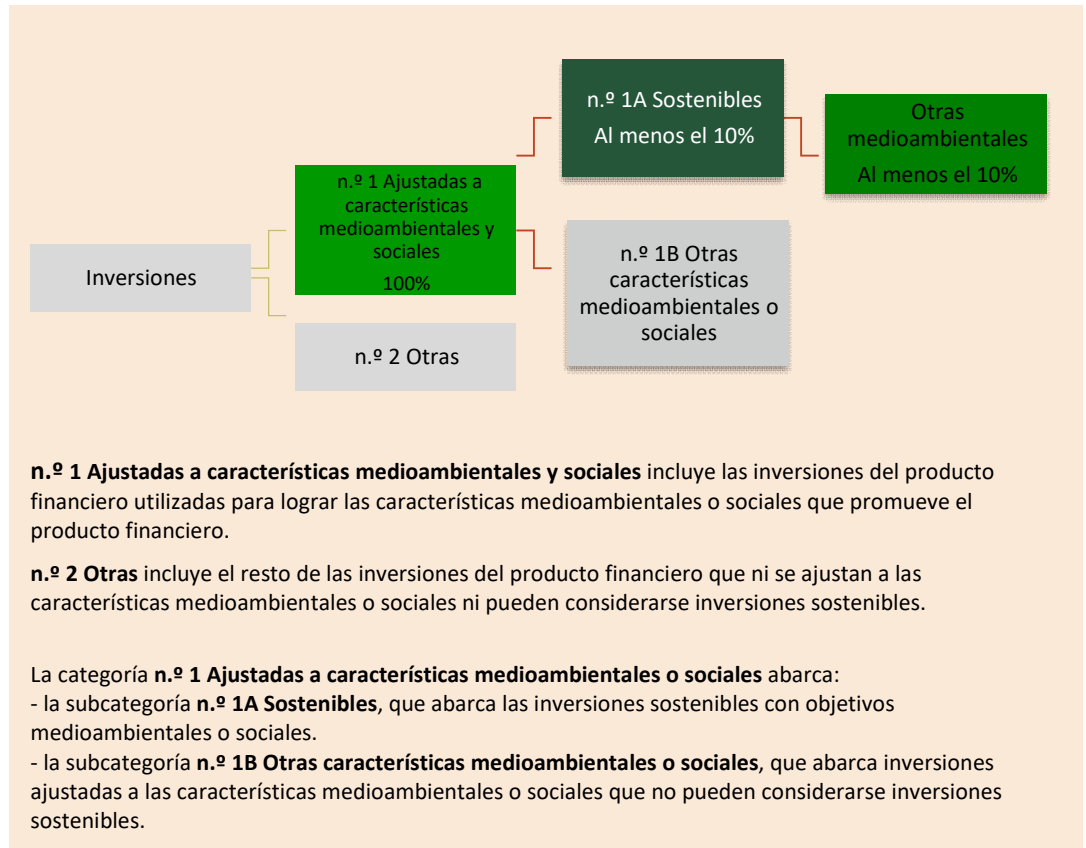 n.º 1A Sostenibles
Al menos el 10%
Otras
medioambientales
Al menos el 10%
n.º 1 Ajustadas a
características
medioambientales y
sociales
100%
Inversiones
n.º 1B Otras
características
medioambientales o
sociales
n.º 2 Otras
n.º 1 Ajustadas a características medioambientales y sociales incluye las inversiones del producto
financiero utilizadas para lograr las características medioambientales o sociales que promueve el
producto financiero.
n.º 2 Otras incluye el resto de las inversiones del producto financiero que ni se ajustan a las
características medioambientales o sociales ni pueden considerarse inversiones sostenibles.
La categoría n.º 1 Ajustadas a características medioambientales o sociales abarca:
- la subcategoría n.º 1A Sostenibles, que abarca las inversiones sostenibles con objetivos
medioambientales o sociales.
- la subcategoría n.º 1B Otras características medioambientales o sociales, que abarca inversiones
ajustadas a las características medioambientales o sociales que no pueden considerarse inversiones
sostenibles.